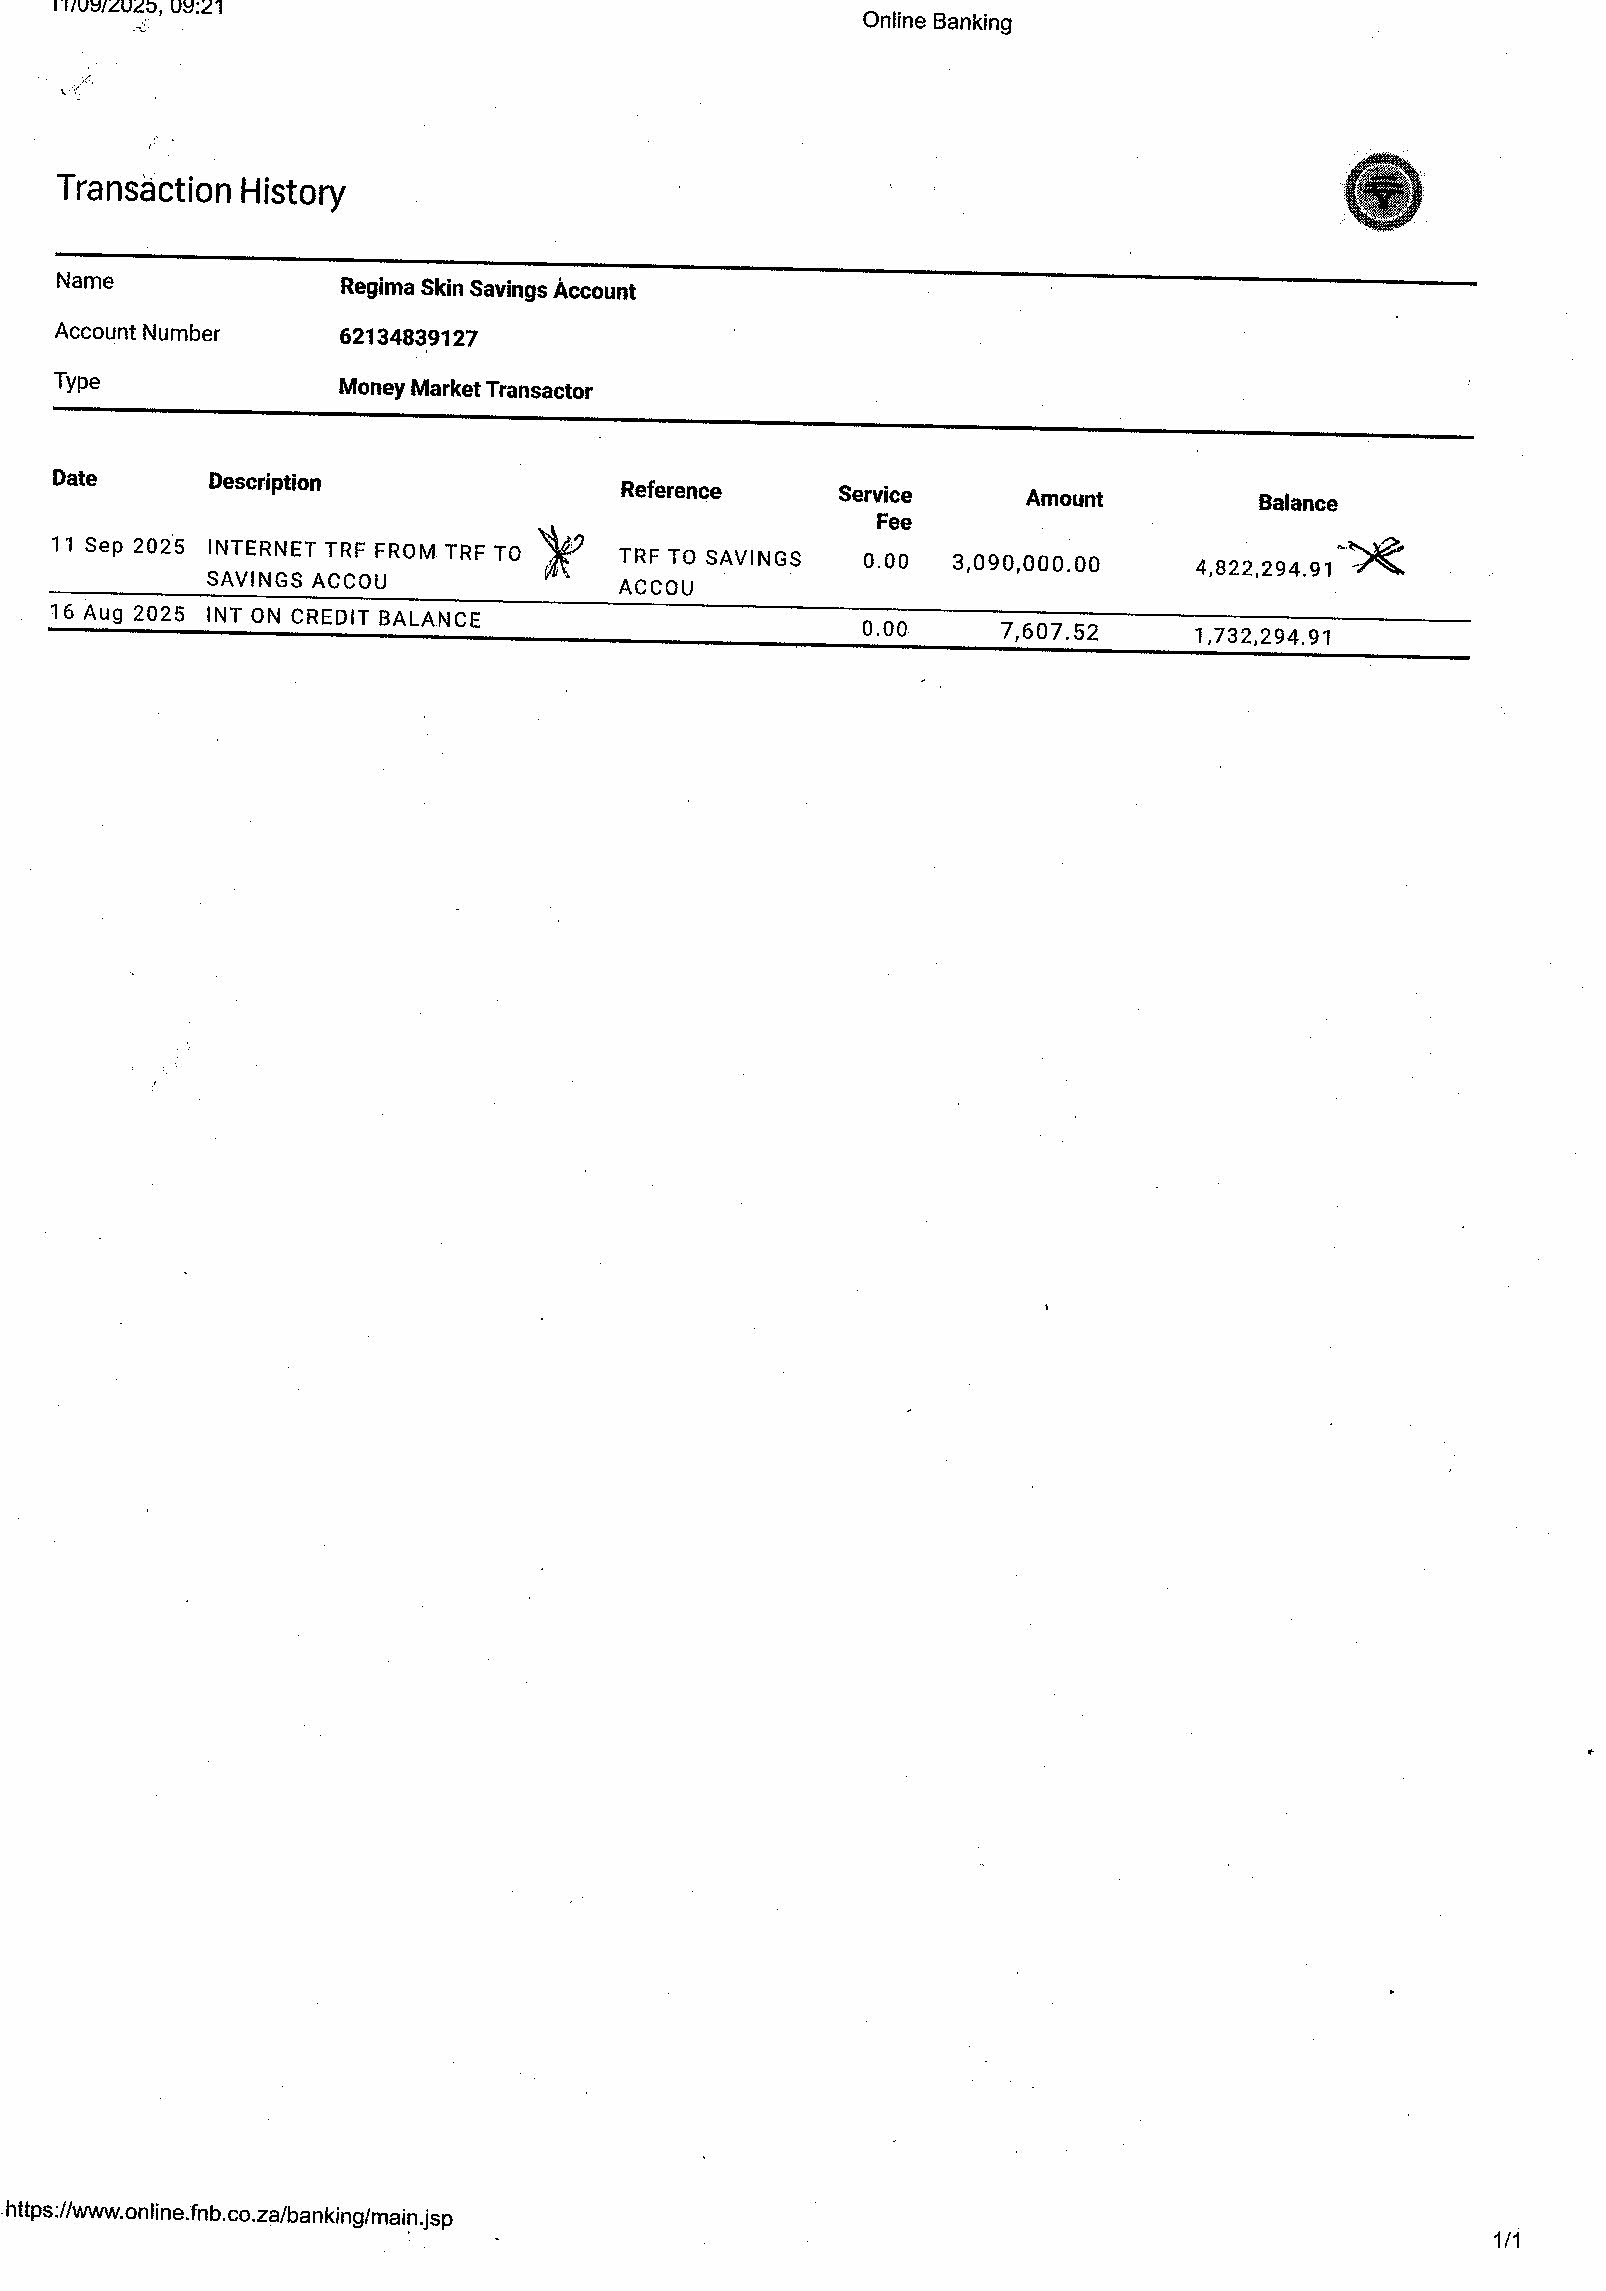 11/09/2025, 09:21
Online Banking
Transaction History
Name Regima Skin Savings Account
Account Number 62134839127
Type Money Market Transactor
Date Description Reference Service Fee Amount Balance
11 Sep 2025 INTERNET TRF FROM TRF TO SAVINGS ACCOU TRF TO SAVINGS ACCOU 0.00 3,090,000.00 4,822,294.91
16 Aug 2025 INT ON CREDIT BALANCE 0.00 7,607.52 1,732,294.91
https://www.online.fnb.co.za/banking/main.jsp
1/1